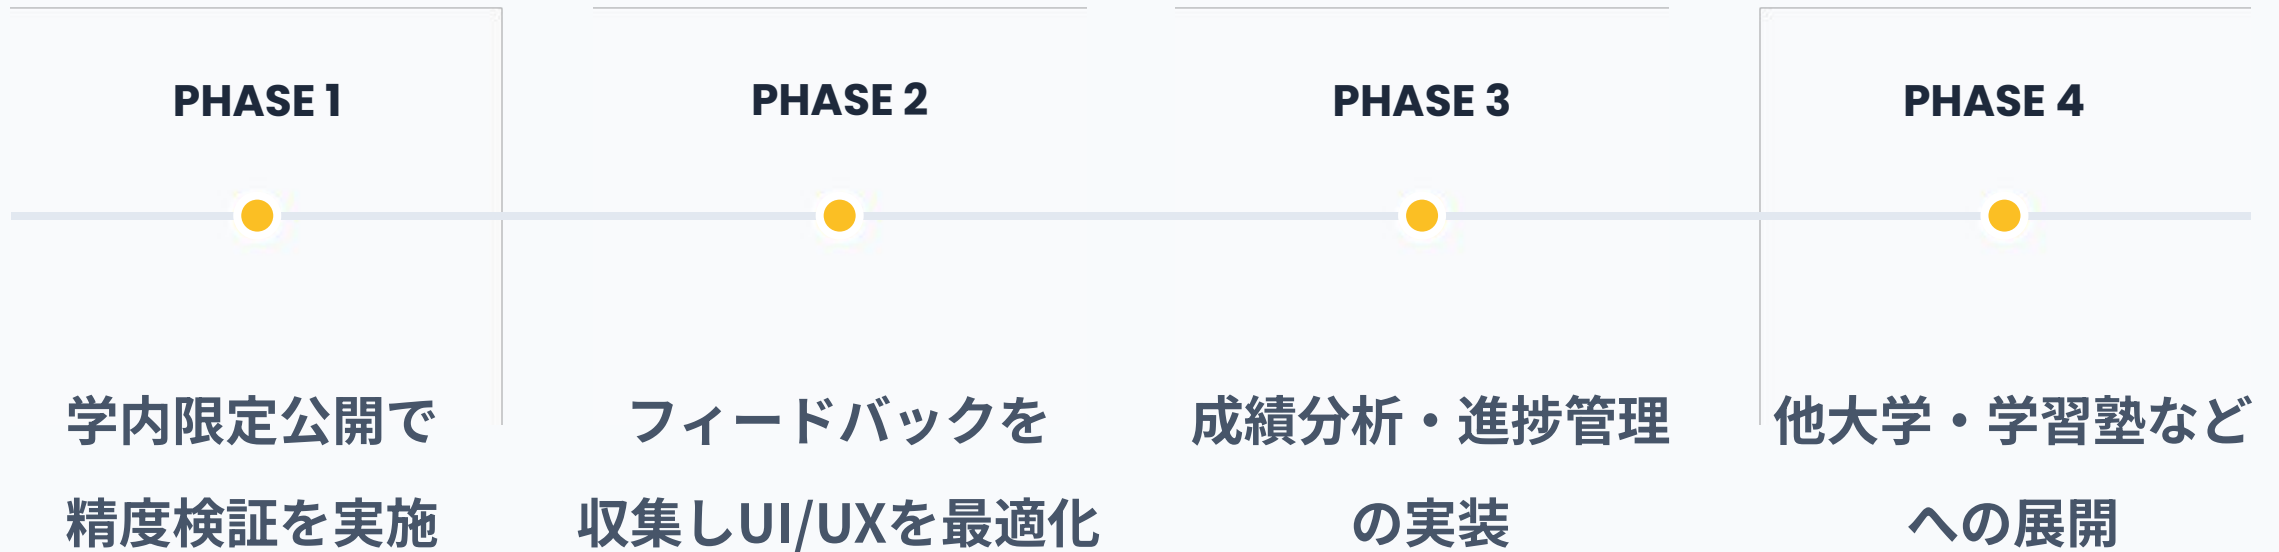 PHASE 1
学内限定公開で
精度検証を実施
PHASE 2
フィードバックを
収集しUI/UXを最適化
PHASE 3
成績分析・進捗管理
の実装
PHASE 4
他大学・学習塾など
への展開